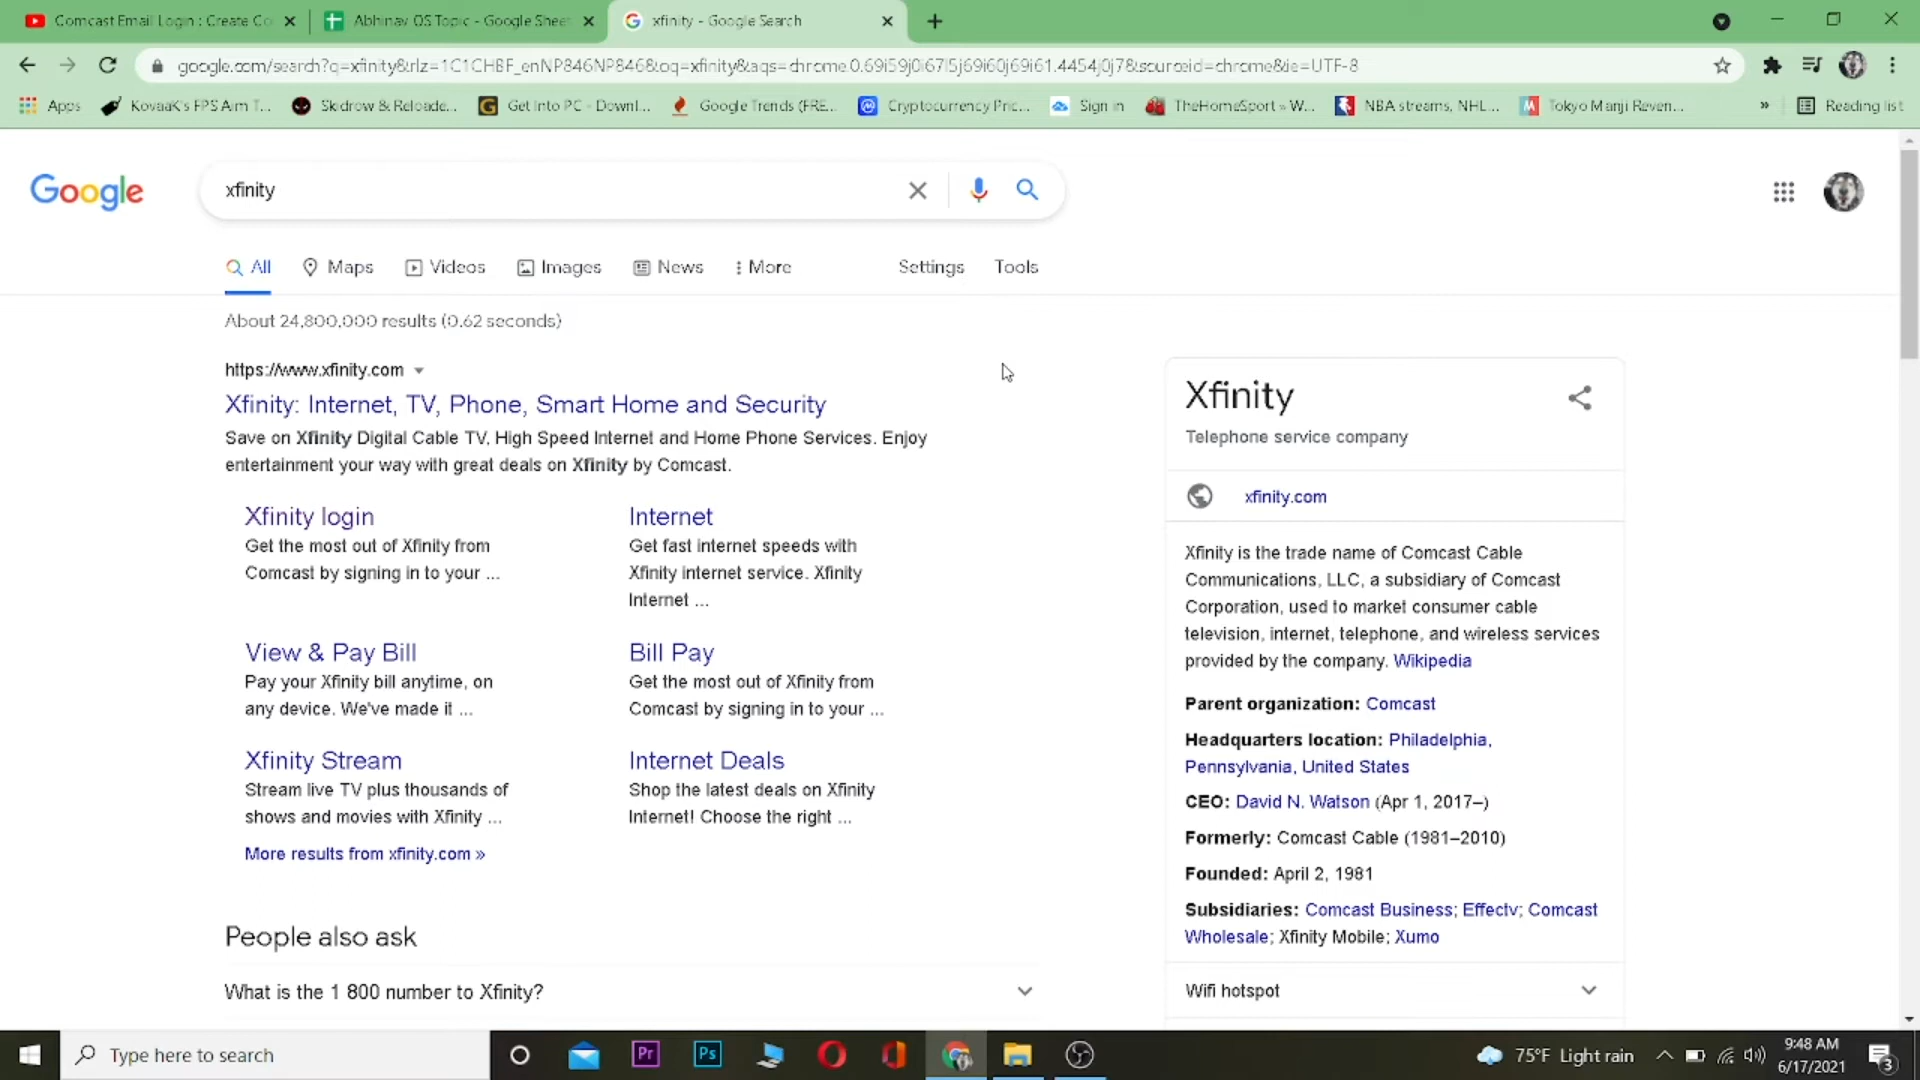 Comcast Email Login : Create Co
Abhinav OS Topic - Google Sheet
xfinity - Google Search
google.com/search?q=xfinity&rlz=1C1CHBF_enNP846NP846&oq=xfinity&aqs=chrome.0.69i59j0i67l5j69i60j69i61.4454j0j7&sourceid=chrome&ie=UTF-8
Apps
KovaaK's FPS Aim T...
Skidrow & Reloade...
Get Into PC - Downl...
Google Trends (FRE...
Cryptocurrency Pric...
Sign in
TheHomeSport » W...
NBA streams, NHL...
Tokyo Manji Reven...
»
Reading list
Google
xfinity
All
Maps
Videos
Images
News
More
Settings
Tools
About 24,800,000 results (0.62 seconds)
https://www.xfinity.com
Xfinity: Internet, TV, Phone, Smart Home and Security
Save on Xfinity Digital Cable TV, High Speed Internet and Home Phone Services. Enjoy
entertainment your way with great deals on Xfinity by Comcast.
Xfinity login
Get the most out of Xfinity from
Comcast by signing in to your ...
Internet
Get fast internet speeds with
Xfinity internet service. Xfinity
Internet ...
View & Pay Bill
Pay your Xfinity bill anytime, on
any device. We've made it ...
Bill Pay
Get the most out of Xfinity from
Comcast by signing in to your ...
Xfinity Stream
Stream live TV plus thousands of
shows and movies with Xfinity ...
Internet Deals
Shop the latest deals on Xfinity
Internet! Choose the right ...
More results from xfinity.com »
People also ask
What is the 1 800 number to Xfinity?
Xfinity
Telephone service company
xfinity.com
Xfinity is the trade name of Comcast Cable
Communications, LLC, a subsidiary of Comcast
Corporation, used to market consumer cable
television, internet, telephone, and wireless services
provided by the company. Wikipedia
Parent organization: Comcast
Headquarters location: Philadelphia,
Pennsylvania, United States
CEO: David N. Watson (Apr 1, 2017–)
Formerly: Comcast Cable (1981–2010)
Founded: April 2, 1981
Subsidiaries: Comcast Business; Effectv; Comcast
Wholesale; Xfinity Mobile; Xumo
Wifi hotspot
Type here to search
Pr
Ps
75°F Light rain
9:48 AM
6/17/2021
3